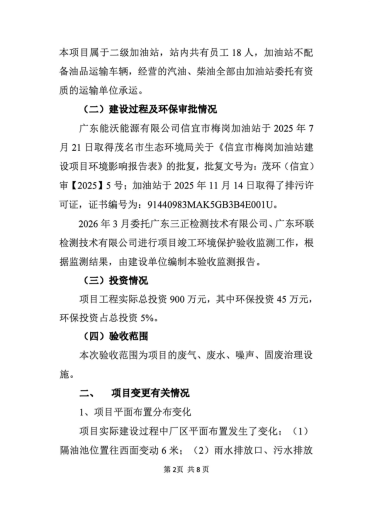 本项目属于二级加油站，站内共有员工 18 人，加油站不配
备油品运输车辆，经营的汽油、柴油全部由加油站委托有资
质的运输单位承运。
（二）建设过程及环保审批情况
广东能沃能源有限公司信宜市梅岗加油站于 2025 年 7
月 21 日取得茂名市生态环境局关于《信宜市梅岗加油站建
设项目环境影响报告表》的批复，批复文号为：茂环（信宜）
审【2025】5 号；加油站于 2025 年 11 月 14 日取得了排污许
可证，证书编号为：91440983MAK5GB3B4E001U。
2026 年 3 月委托广东三正检测技术有限公司、广东环联
检测技术有限公司进行项目竣工环境保护验收监测工作，根
据监测结果，由建设单位编制本验收监测报告。
（三）投资情况
项目工程实际总投资 900 万元，其中环保投资 45 万元，
环保投资占总投资 5%。
（四）验收范围
本次验收范围为项目的废气、废水、噪声、固废治理设
施。
二、 项目变更有关情况
1、项目平面布置分布变化
项目实际建设过程中厂区平面布置发生了变化：（1）
隔油池位置往西面变动 6 米；（2）雨水排放口、污水排放
第 2页 共 8 页